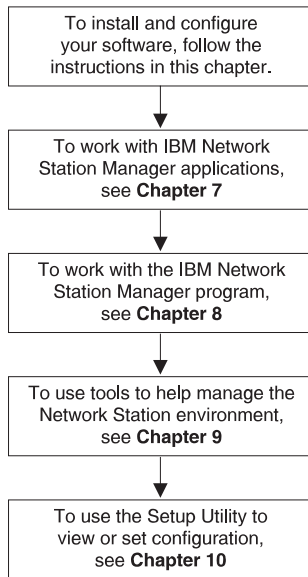 To install and configure
your software, follow the
instructions in this chapter.
To work with IBM Network
Station Manager applications,
see Chapter 7
To work with the IBM Network
Station Manager program,
see Chapter 8
To use tools to help manage the
Network Station environment,
see Chapter 9
To use the Setup Utility to
view or set configuration,
see Chapter 10